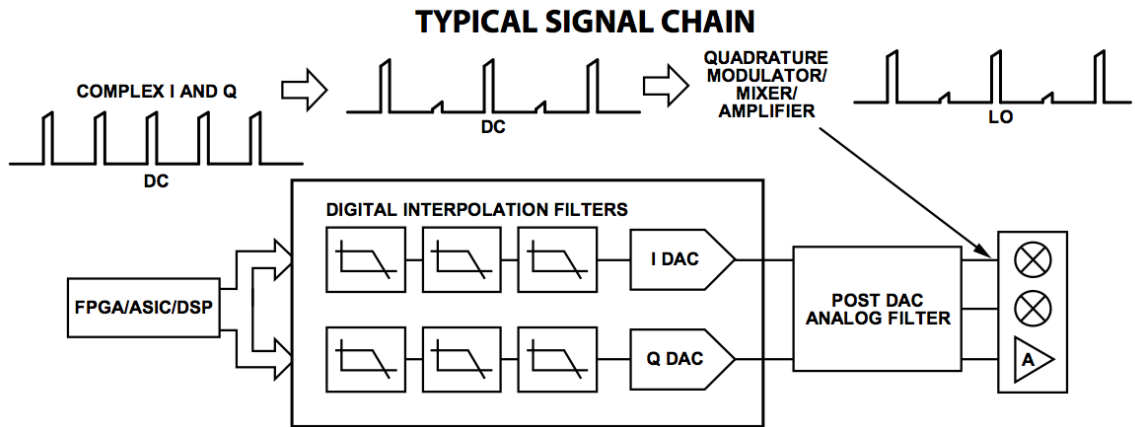 TYPICAL SIGNAL CHAIN
COMPLEX I AND Q
DC
DC
QUADRATURE
MODULATOR/
MIXER/
AMPLIFIER
LO
DIGITAL INTERPOLATION FILTERS
FPGA/ASIC/DSP
I DAC
Q DAC
POST DAC
ANALOG FILTER
A